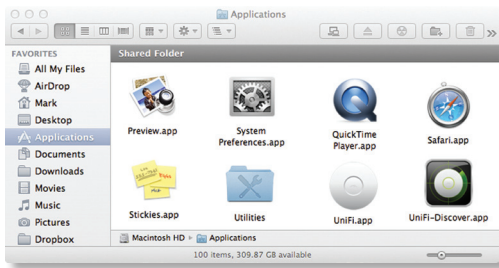 Applications
FAVORITES
All My Files
AirDrop
Mark
Desktop
Applications
Documents
Downloads
Movies
Music
Pictures
Dropbox
Shared Folder
Preview.app
System
Preferences.app
QuickTime
Player.app
Safari.app
Stickies.app
Utilities
UniFi.app
UniFi-Discover.app
Macintosh HD ▸ Applications
100 items, 309.87 GB available